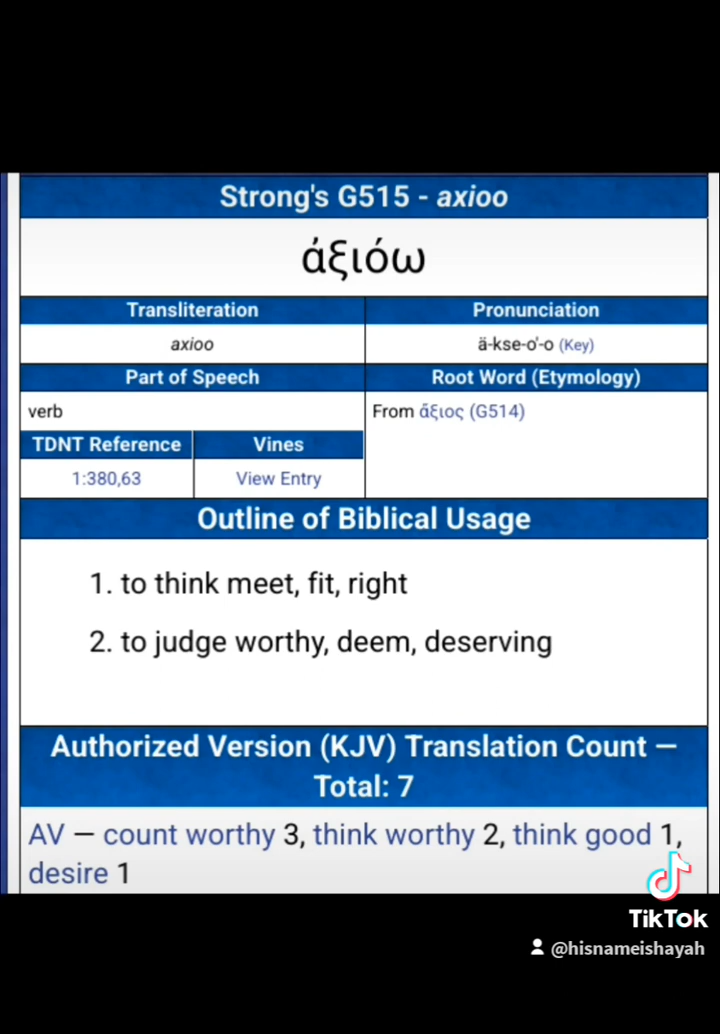 Strong's G515 - axioo
ἀξιόω
Transliteration
Pronunciation
axioo
ä-kse-o'-o (Key)
Part of Speech
Root Word (Etymology)
verb
From ἄξιος (G514)
TDNT Reference
Vines
1:380,63
View Entry
Outline of Biblical Usage
1. to think meet, fit, right
2. to judge worthy, deem, deserving
Authorized Version (KJV) Translation Count —
Total: 7
AV — count worthy 3, think worthy 2, think good 1,
desire 1
TikTok
@hisnameishayah